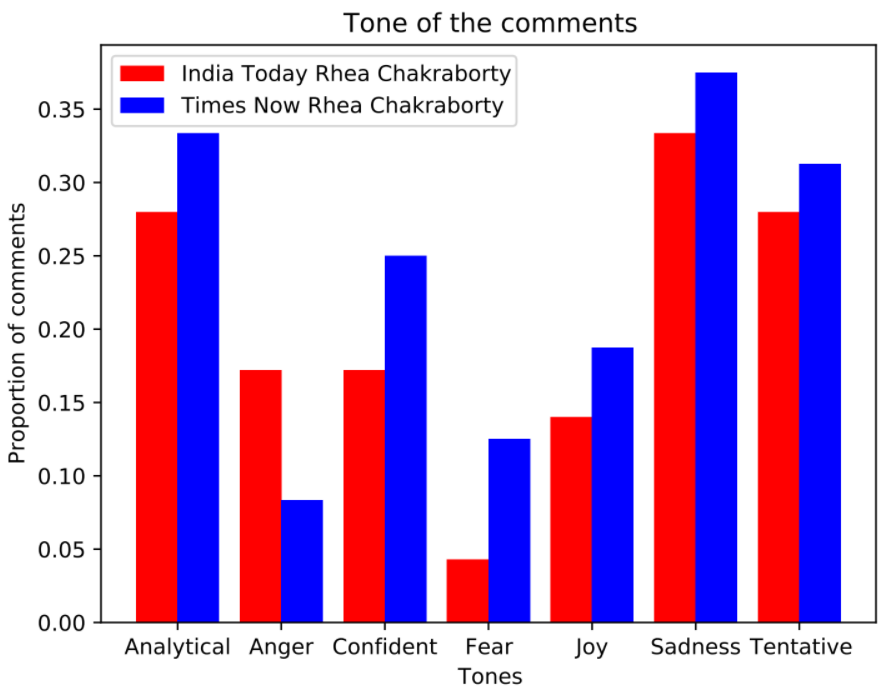 Tone of the comments
India Today Rhea Chakraborty
Times Now Rhea Chakraborty
Proportion of comments
0.35
0.30
0.25
0.20
0.15
0.10
0.05
0.00
Analytical Anger Confident Fear Joy Sadness Tentative
Tones